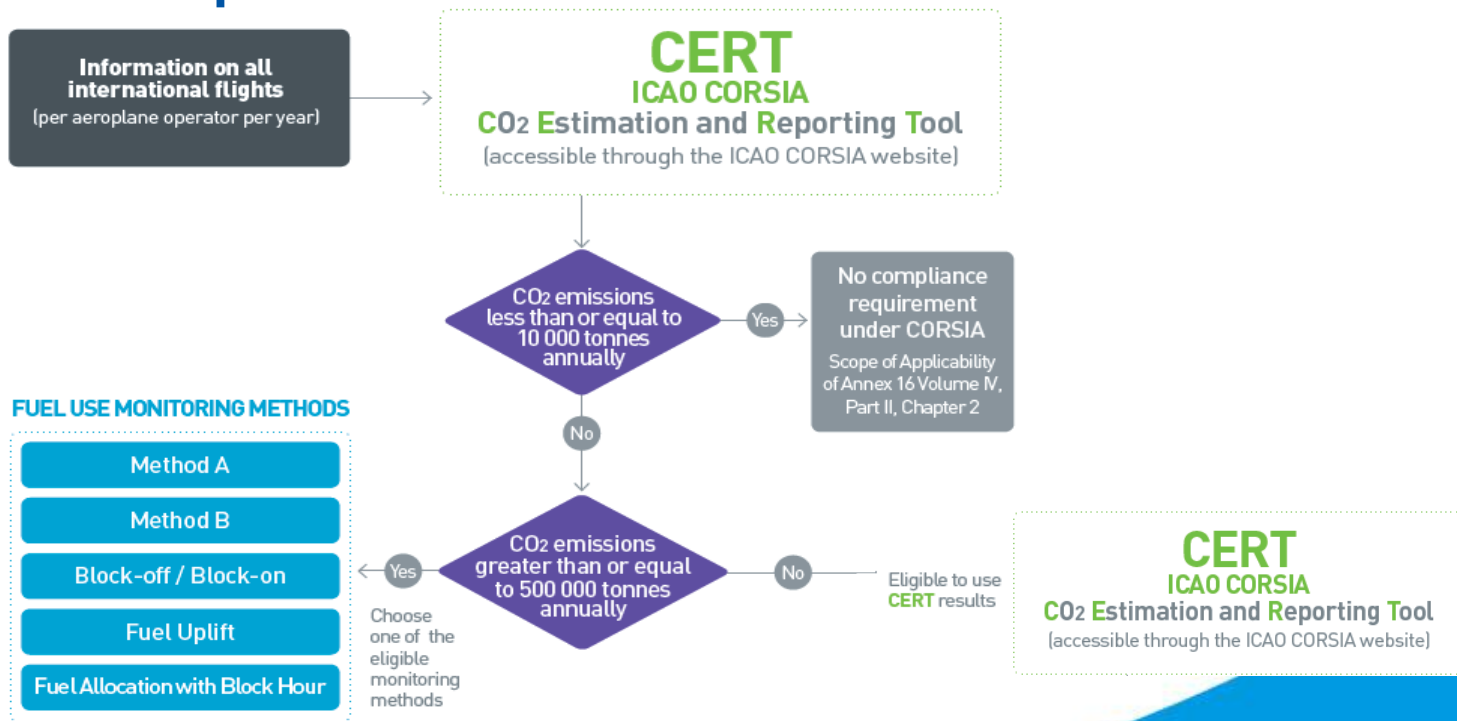 Information on all
international flights
(per aeroplane operator per year)
CERT
ICAO CORSIA
CO2 Estimation and Reporting Tool
(accessible through the ICAO CORSIA website)
CO2 emissions
less than or equal to
10 000 tonnes
annually
Yes
No compliance
requirement
under CORSIA
Scope of Applicability
of Annex 16 Volume IV,
Part II, Chapter 2
No
FUEL USE MONITORING METHODS
Method A
Method B
Block-off / Block-on
Fuel Uplift
Fuel Allocation with Block Hour
Yes
Choose
one of the
eligible
monitoring
methods
CO2 emissions
greater than or equal
to 500 000 tonnes
annually
No
Eligible to use
CERT results
CERT
ICAO CORSIA
CO2 Estimation and Reporting Tool
(accessible through the ICAO CORSIA website)